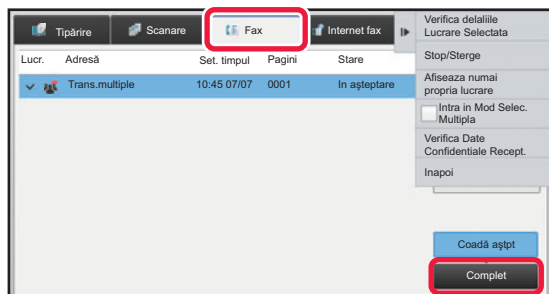 Tipărire Scanare Fax Internet fax
Lucr. Adresă Set. timpul Pagini Stare
Trans.multiple 10:45 07/07 0001 In aşteptare
Verifica delaliile
Lucrare Selectata
Stop/Sterge
Afiseaza numai
propria lucrare
Intra in Mod Selec.
Multipla
Verifica Date
Confidentiale Recept.
Inapoi
Coadă aştpt
Complet